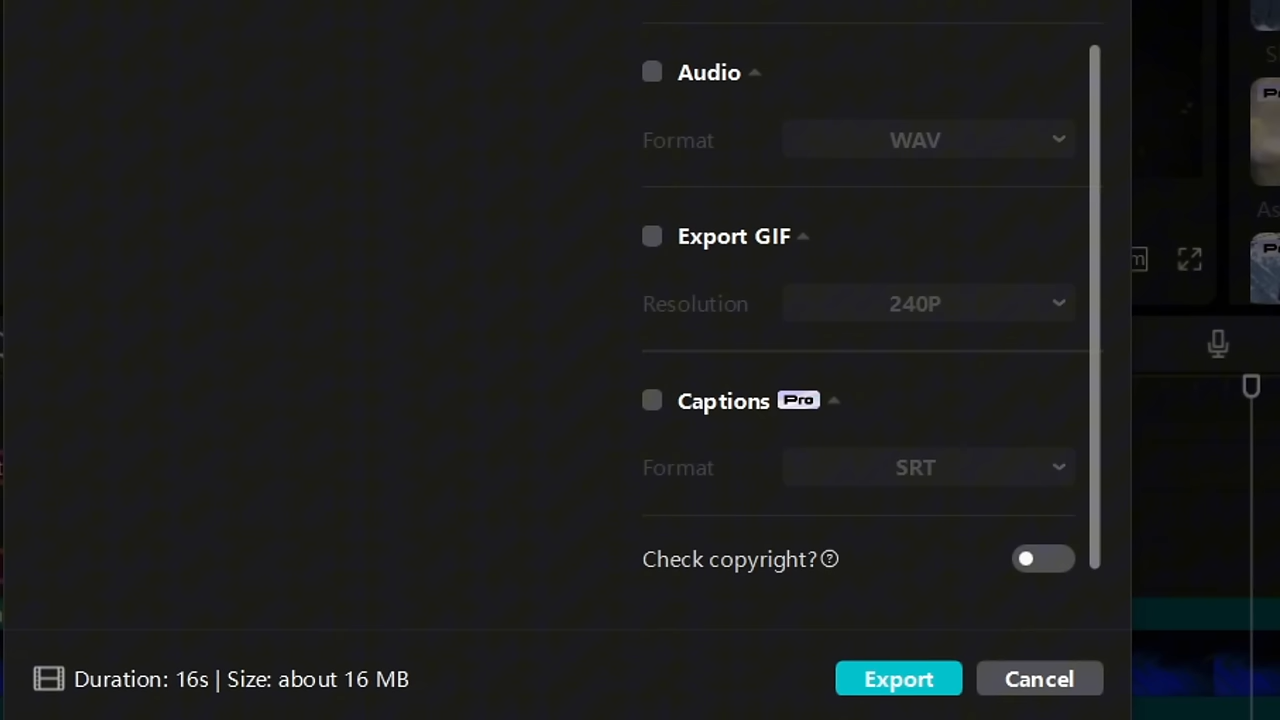 Audio
Format WAV
Export GIF
Resolution 240P
Captions Pro
Format SRT
Check copyright?
Duration: 16s | Size: about 16 MB
Export Cancel